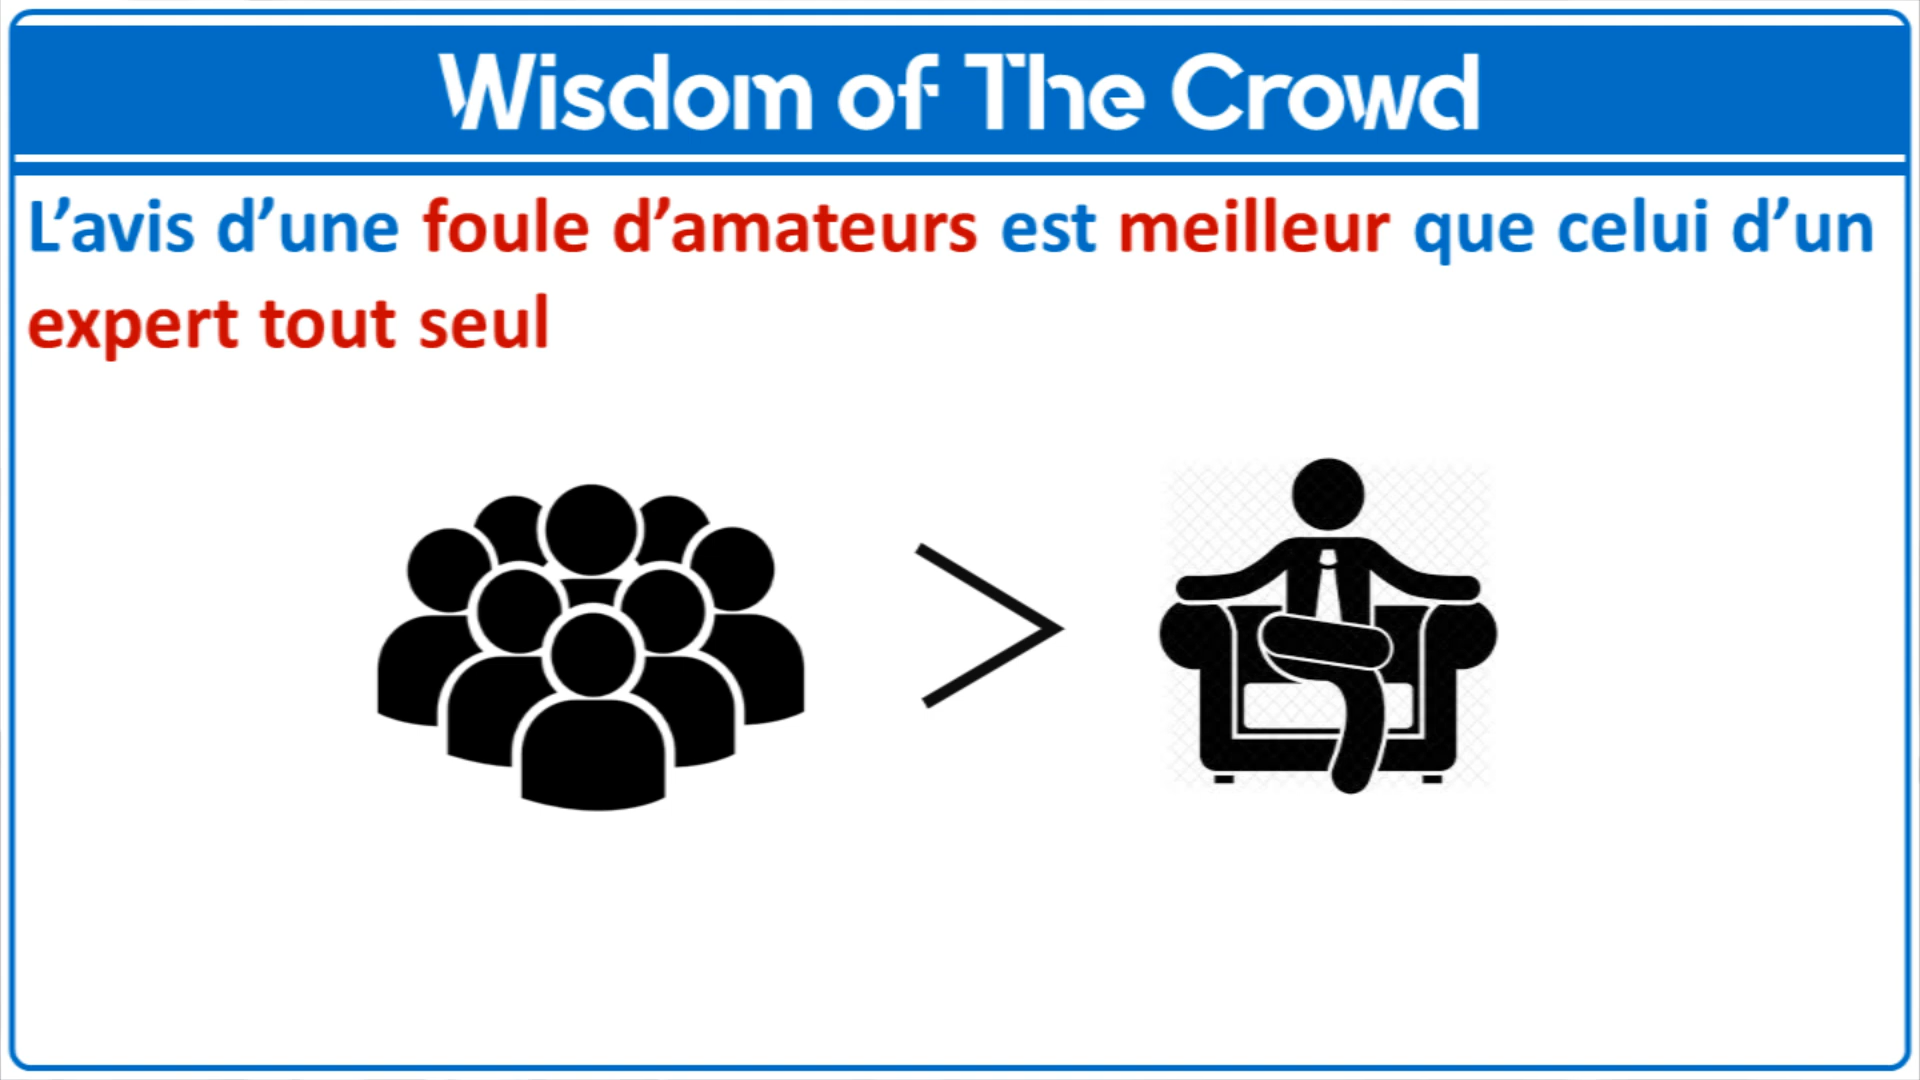 Wisdom of The Crowd
L’avis d’une foule d’amateurs est meilleur que celui d’un
expert tout seul